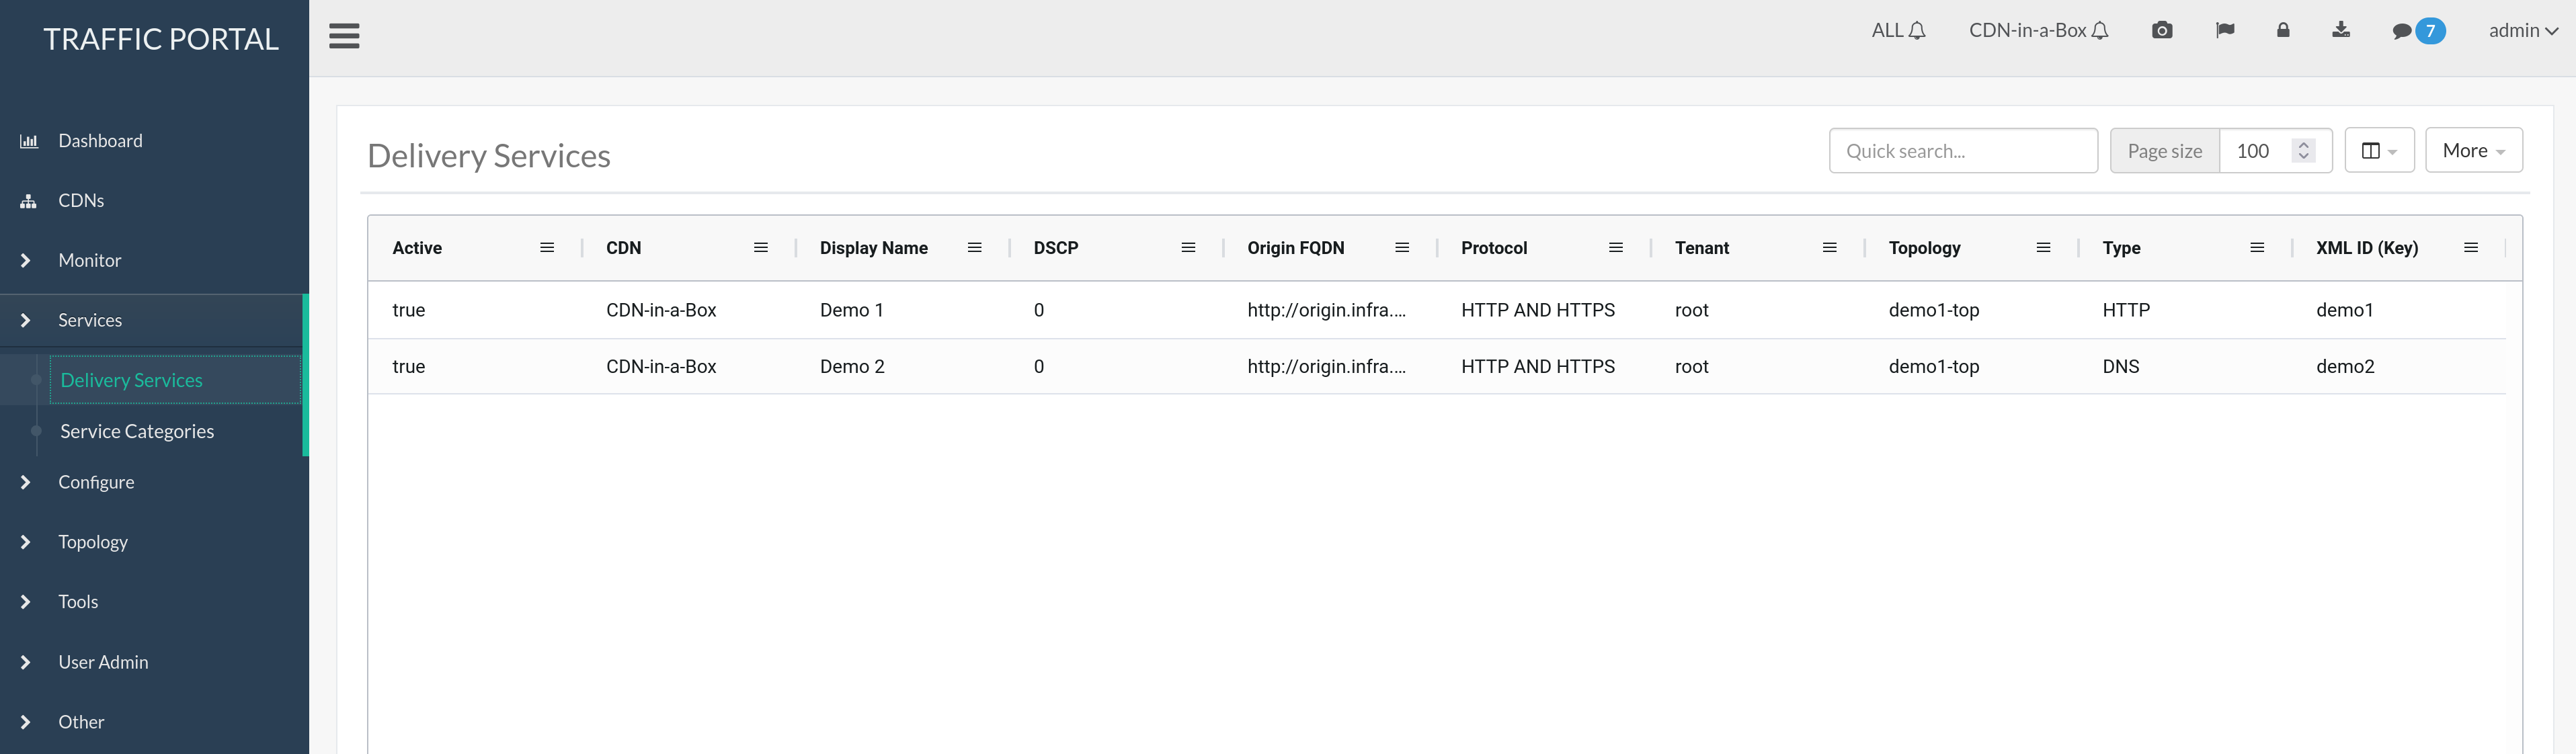 TRAFFIC PORTAL
ALL
CDN-in-a-Box
7
admin
Dashboard
CDNs
Monitor
Services
Delivery Services
Service Categories
Configure
Topology
Tools
User Admin
Other
Delivery Services
Quick search...
Page size 100
More
Active CDN Display Name DSCP Origin FQDN Protocol Tenant Topology Type XML ID (Key)
true CDN-in-a-Box Demo 1 0 http://origin.infra.... HTTP AND HTTPS root demo1-top HTTP demo1
true CDN-in-a-Box Demo 2 0 http://origin.infra.... HTTP AND HTTPS root demo1-top DNS demo2